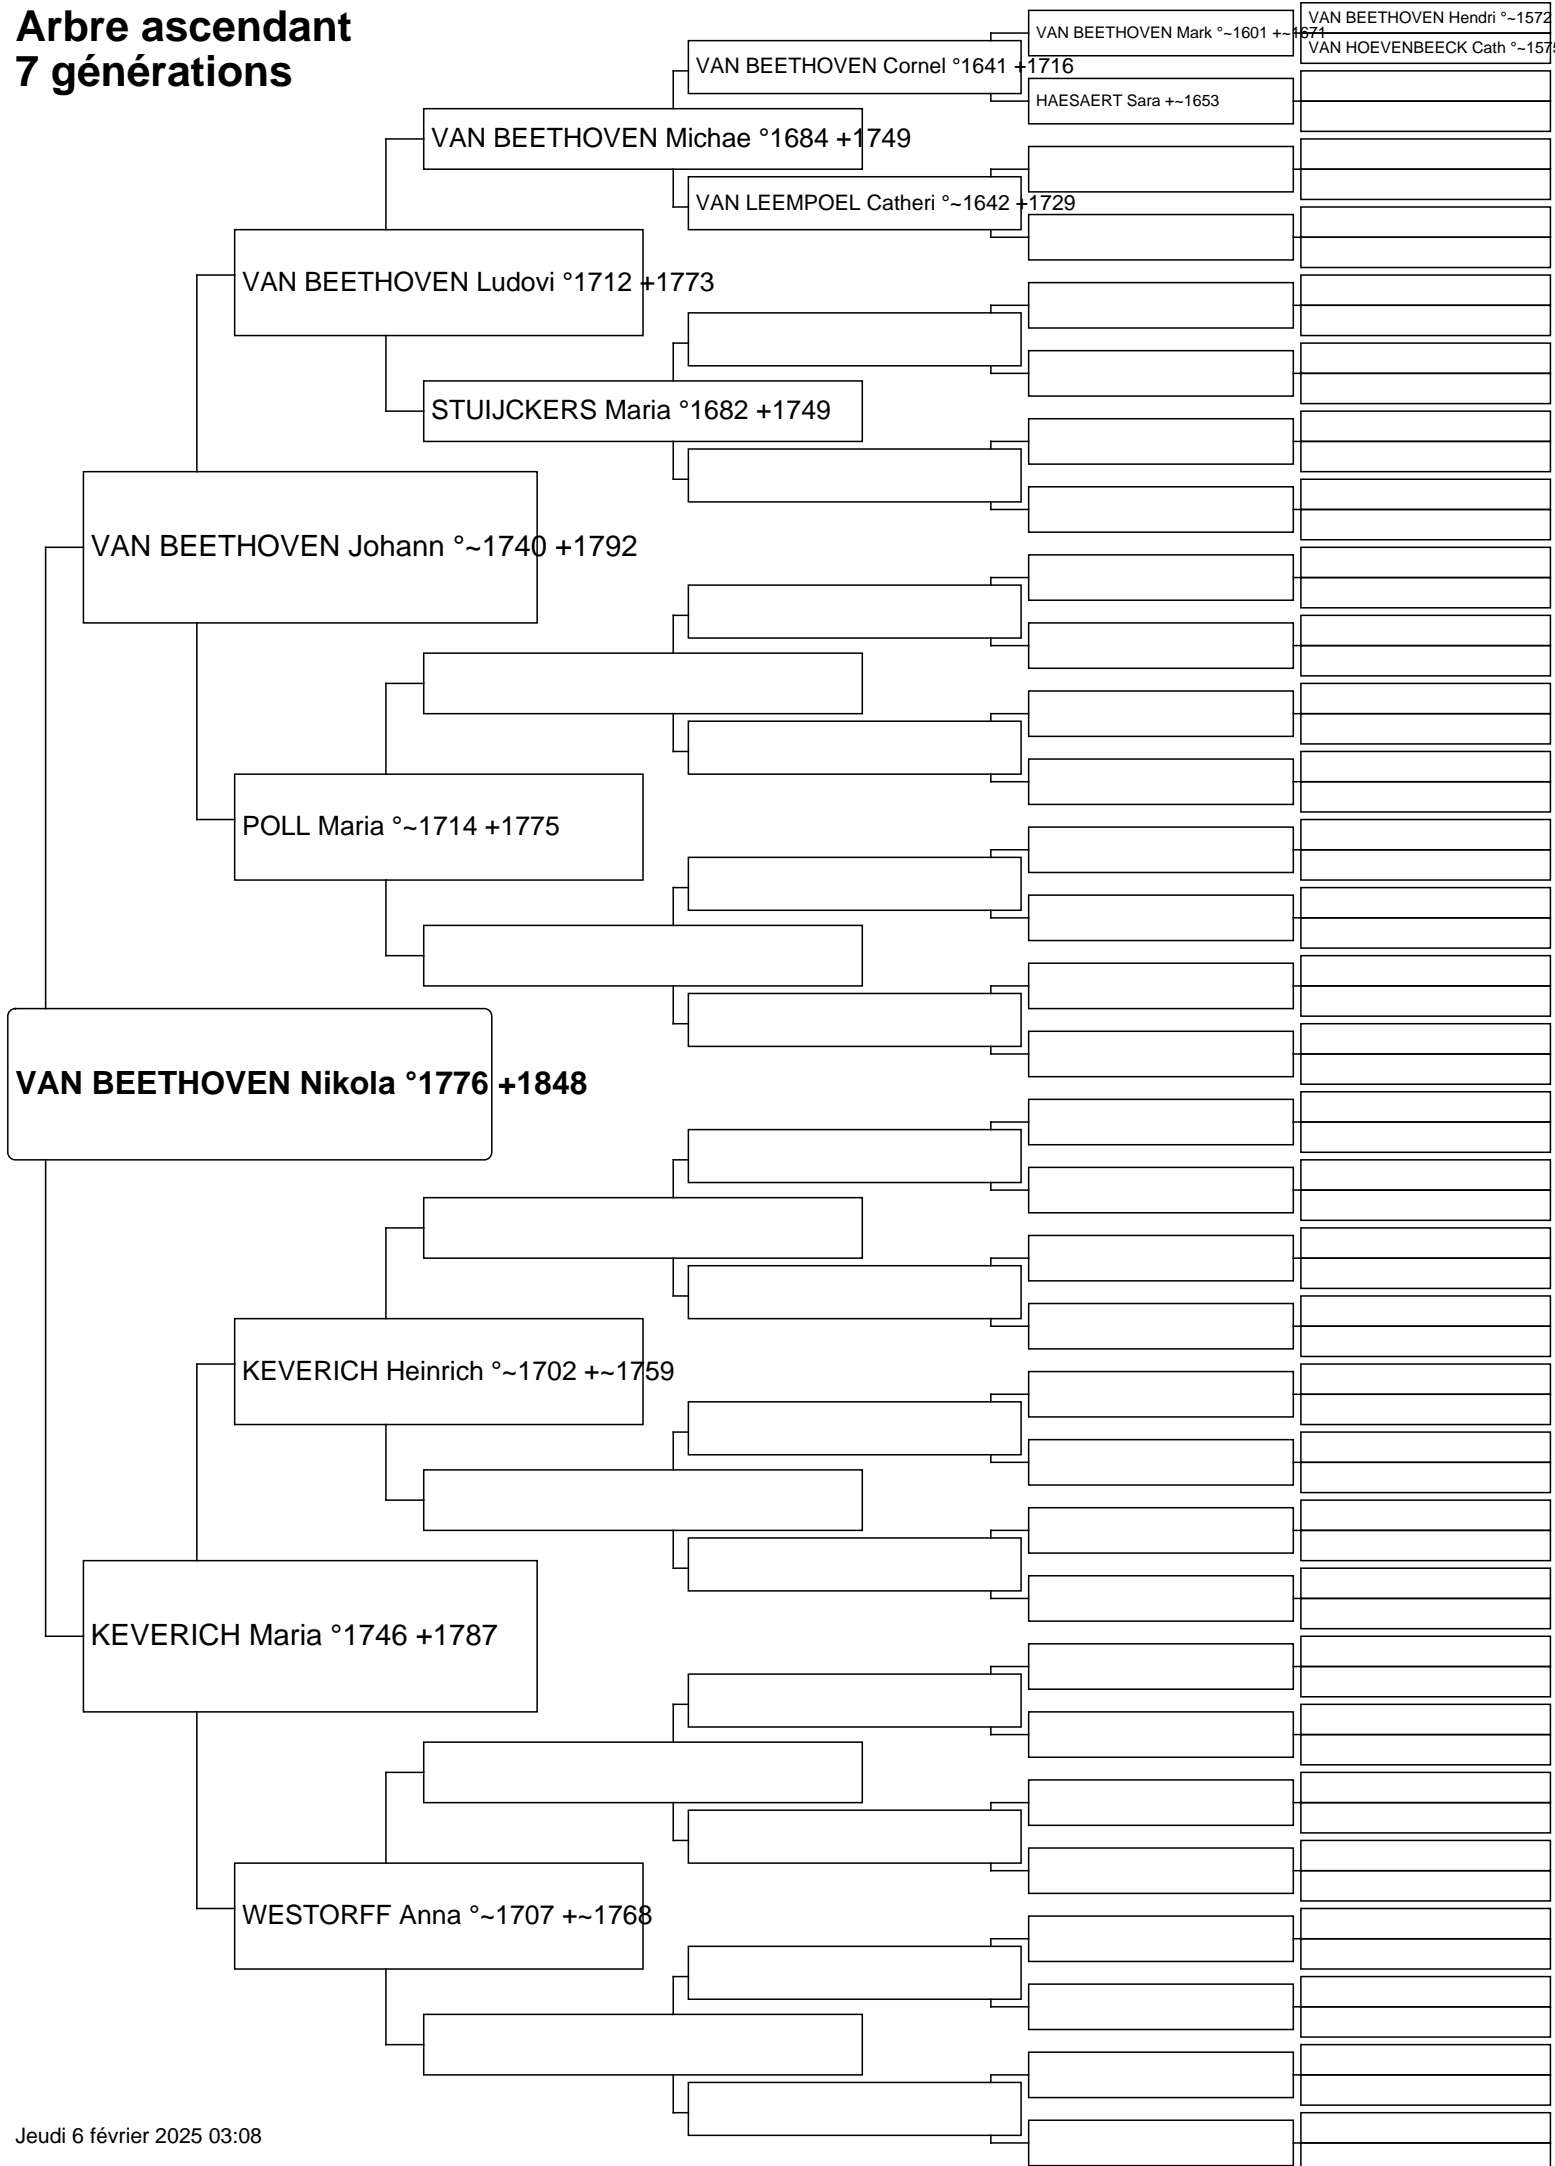 Arbre ascendant
7 générations
VAN BEETHOVEN Hendri °~1572
VAN BEETHOVEN Mark °~1601 +~1671
VAN HOEVENBEECK Cath °~1575
VAN BEETHOVEN Cornel °1641 +1716
HAESAERT Sara +~1653
VAN BEETHOVEN Michae °1684 +1749
VAN LEEMPOEL Catheri °~1642 +1729
VAN BEETHOVEN Ludovi °1712 +1773
STUIJCKERS Maria °1682 +1749
VAN BEETHOVEN Johann °~1740 +1792
POLL Maria °~1714 +1775
VAN BEETHOVEN Nikola °1776 +1848
KEVERICH Heinrich °~1702 +~1759
KEVERICH Maria °1746 +1787
WESTORFF Anna °~1707 +~1768
Jeudi 6 février 2025 03:08